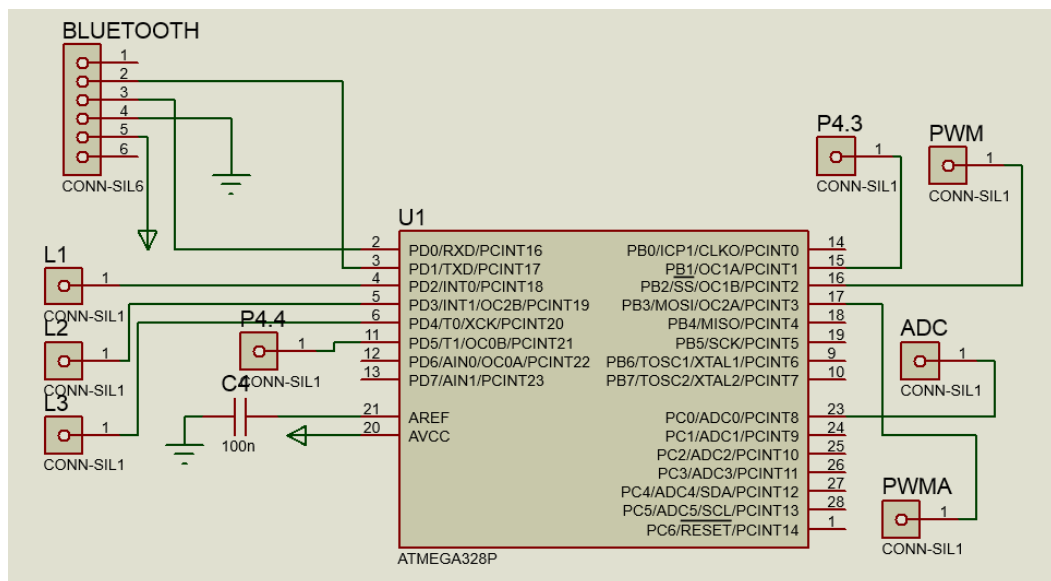 BLUETOOTH
1
2
3
4
5
6
CONN-SIL6
P4.3
1
CONN-SIL1
PWM
1
CONN-SIL1
L1
1
CONN-SIL1
L2
1
CONN-SIL1
L3
1
CONN-SIL1
P4.4
1
CONN-SIL1
C4
100n
U1
2 PD0/RXD/PCINT16
3 PD1/TXD/PCINT17
4 PD2/INT0/PCINT18
5 PD3/INT1/OC2B/PCINT19
6 PD4/T0/XCK/PCINT20
11 PD5/T1/OC0B/PCINT21
12 PD6/AIN0/OC0A/PCINT22
13 PD7/AIN1/PCINT23
21 AREF
20 AVCC
PB0/ICP1/CLKO/PCINT0 14
PB1/OC1A/PCINT1 15
PB2/SS/OC1B/PCINT2 16
PB3/MOSI/OC2A/PCINT3 17
PB4/MISO/PCINT4 18
PB5/SCK/PCINT5 19
PB6/TOSC1/XTAL1/PCINT6 9
PB7/TOSC2/XTAL2/PCINT7 10
PC0/ADC0/PCINT8 23
PC1/ADC1/PCINT9 24
PC2/ADC2/PCINT10 25
PC3/ADC3/PCINT11 26
PC4/ADC4/SDA/PCINT12 27
PC5/ADC5/SCL/PCINT13 28
PC6/RESET/PCINT14 1
ATMEGA328P
ADC
1
CONN-SIL1
PWMA
1
CONN-SIL1